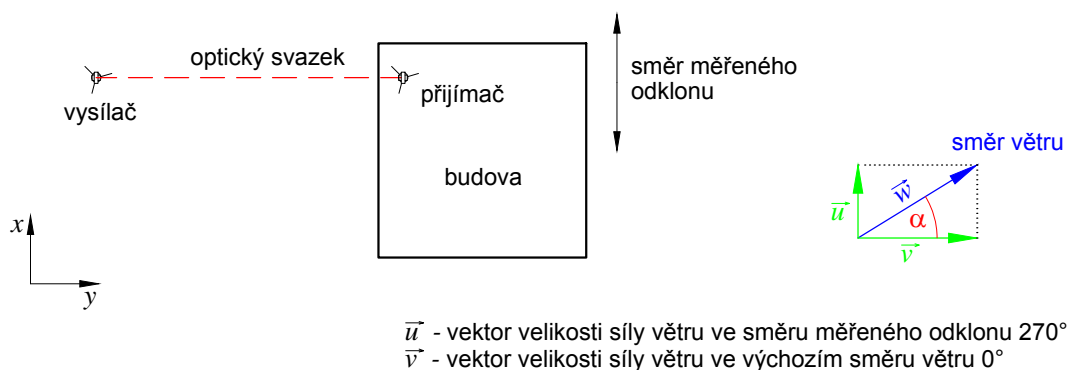 optický svazek
vysílač
přijímač
budova
směr měřeného
odklonu
směr větru
w
u
α
v
x
y
u - vektor velikosti síly větru ve směru měřeného odklonu 270°
v - vektor velikosti síly větru ve výchozím směru větru 0°